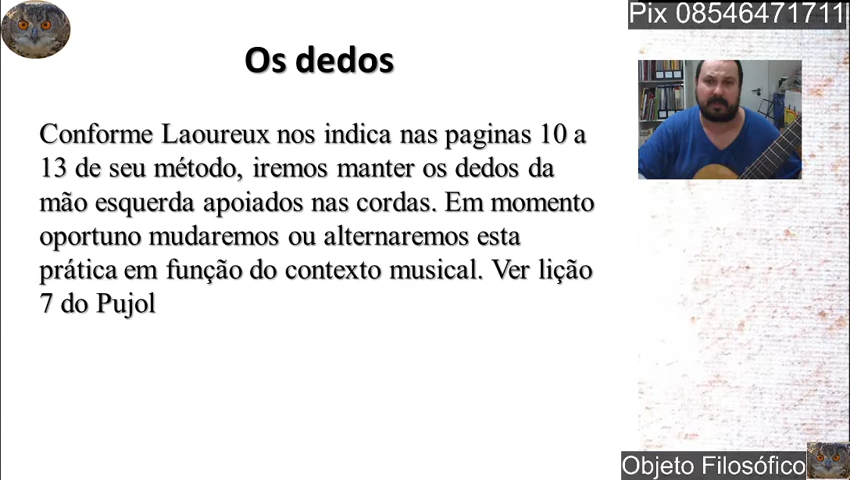 Pix 08546471711
Os dedos
Conforme Laoureux nos indica nas paginas 10 a
13 de seu método, iremos manter os dedos da
mão esquerda apoiados nas cordas. Em momento
oportuno mudaremos ou alternaremos esta
prática em função do contexto musical. Ver lição
7 do Pujol
Objeto Filosófico